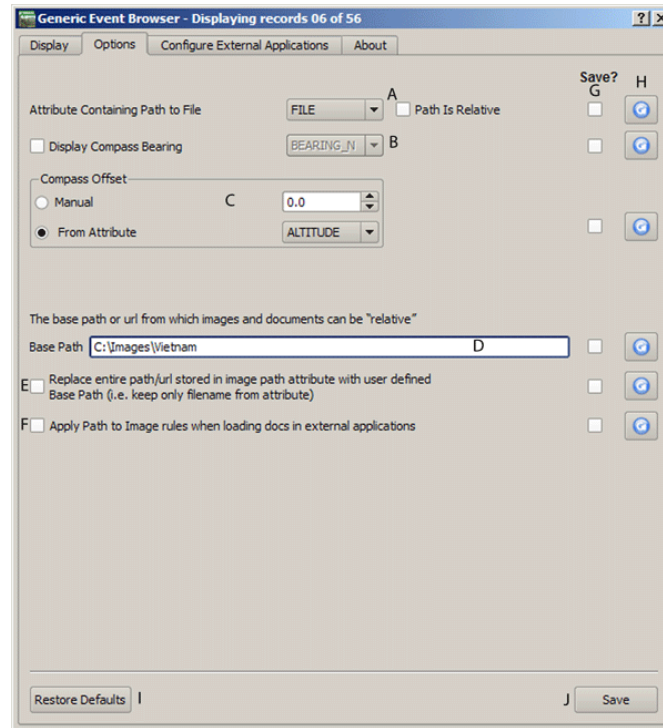 Generic Event Browser - Displaying records 06 of 56
Display Options Configure External Applications About
Save?
A G H
Attribute Containing Path to File FILE Path Is Relative
Display Compass Bearing BEARING_N B
Compass Offset
Manual C 0.0
From Attribute ALTITUDE
The base path or url from which images and documents can be "relative"
Base Path C:\Images\Vietnam D
E Replace entire path/url stored in image path attribute with user defined
Base Path (i.e. keep only filename from attribute)
F Apply Path to Image rules when loading docs in external applications
Restore Defaults I J Save